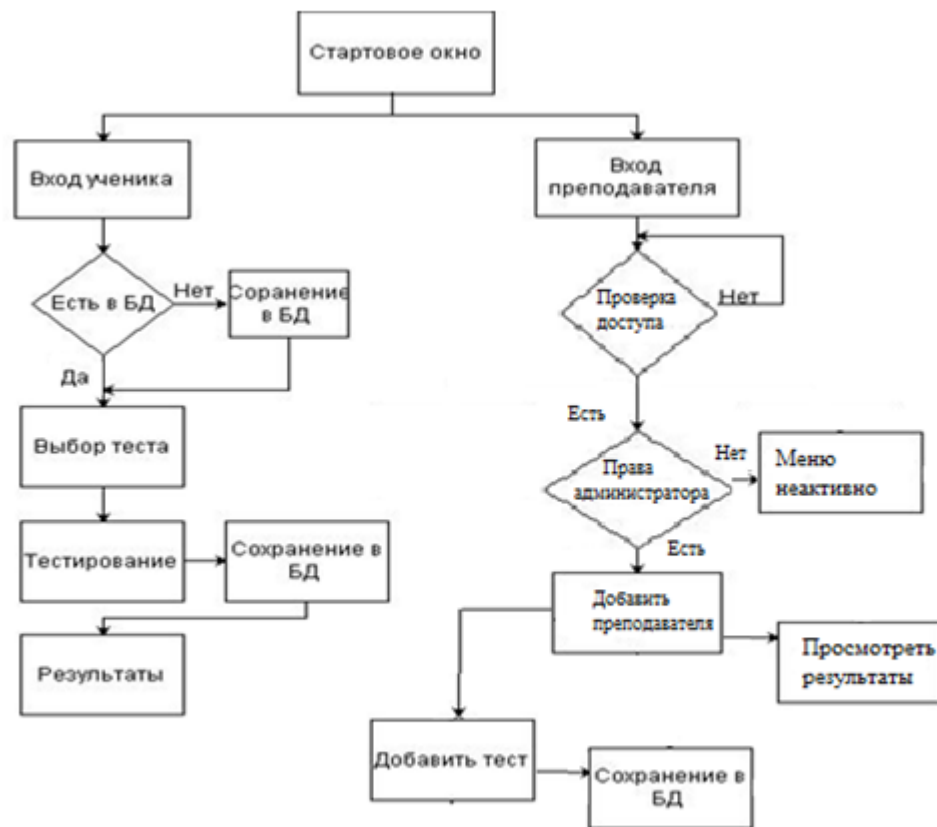 Стартовое окно
Вход ученика
Вход
преподавателя
Есть в БД
Нет
Соранение
в БД
Да
Проверка
доступа
Нет
Есть
Выбор теста
Права
администратора
Нет
Меню
неактивно
Тестирование
Сохранение в
БД
Есть
Добавить
преподавателя
Результаты
Просмотреть
результаты
Добавить тест
Сохранение в
БД